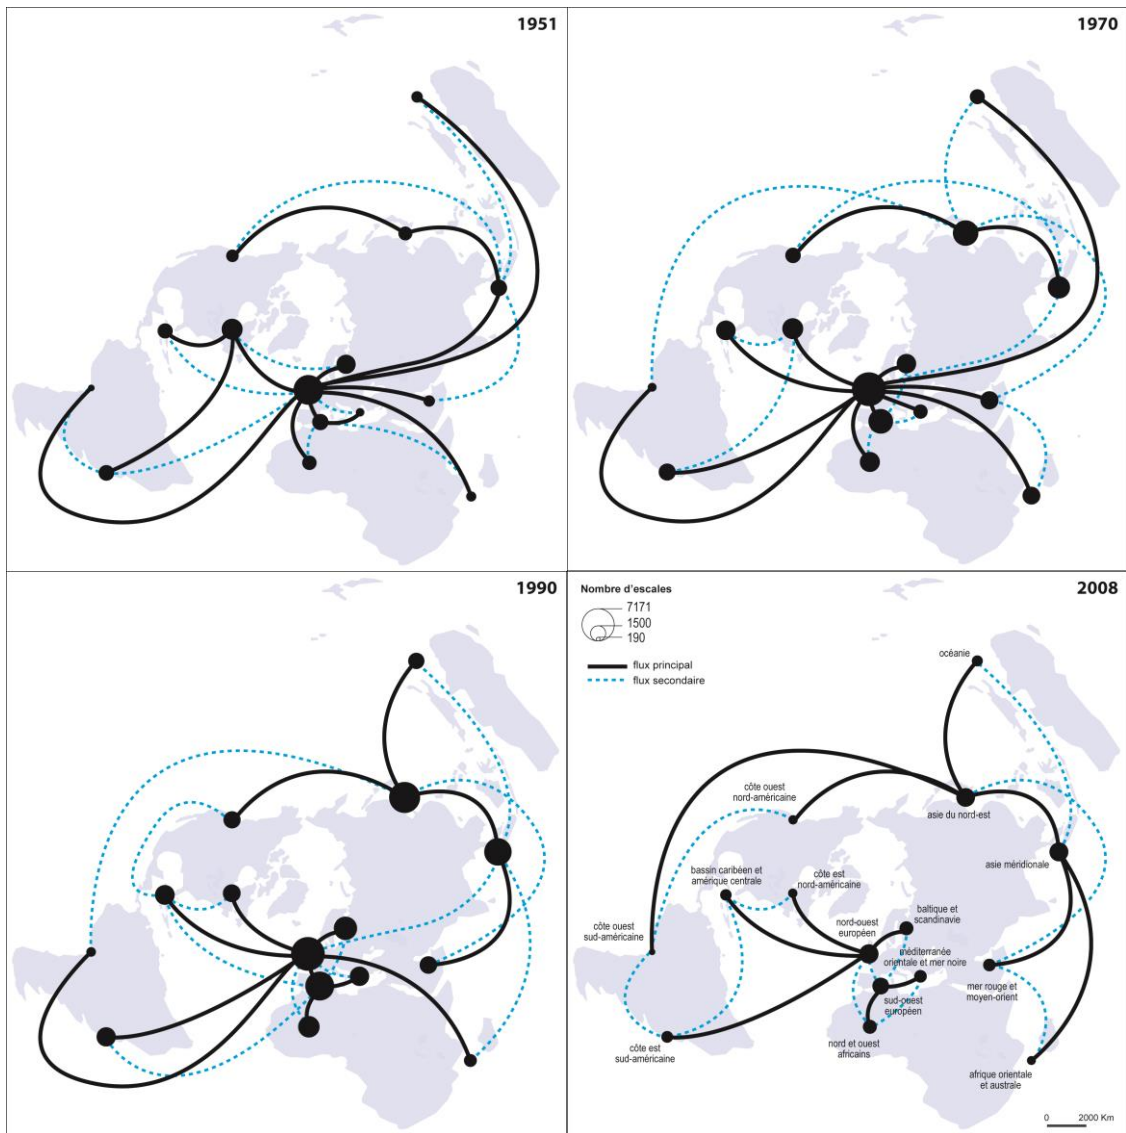 1951
1970
1990
2008
Nombre d'escales
7171
1500
190
flux principal
flux secondaire
océanie
côte ouest
nord-américaine
asie du nord-est
bassin caribéen et
amérique centrale
côte est
nord-américaine
asie méridionale
baltique et
scandinavie
nord-ouest
européen
côte ouest
sud-américaine
méditerranée
orientale et mer noire
mer rouge et
moyen-orient
sud-ouest
européen
nord et ouest
africains
côte est
sud-américaine
afrique orientale
et australe
0 2000 Km